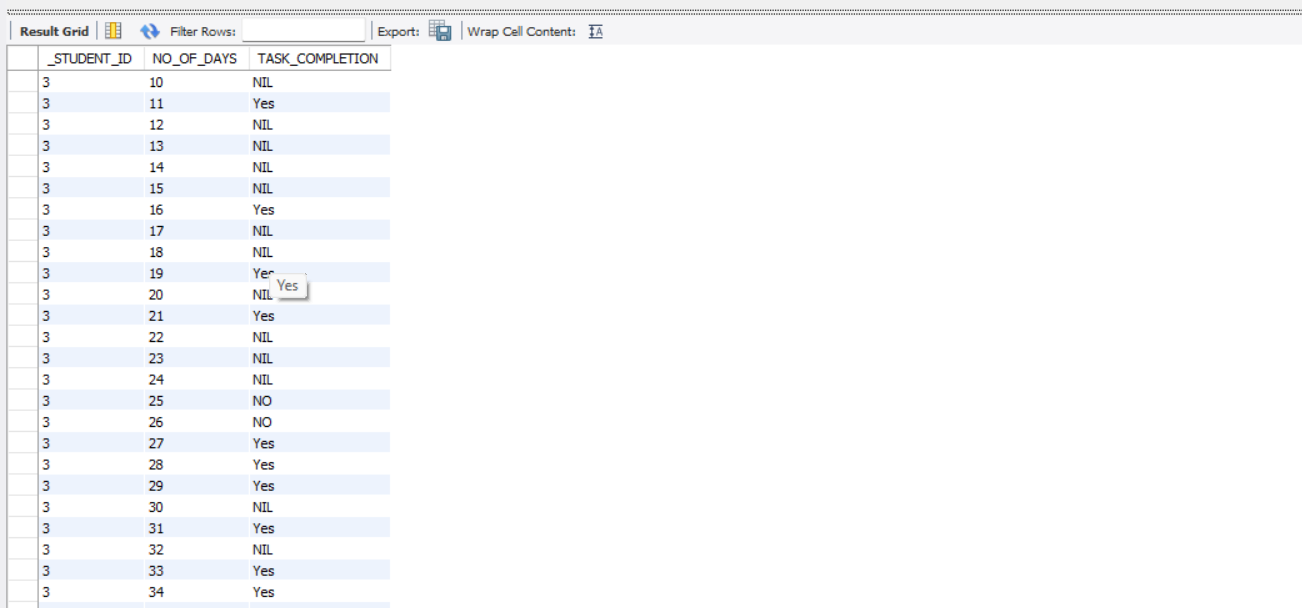 Result Grid Filter Rows: Export: Wrap Cell Content: IA
_STUDENT_ID NO_OF_DAYS TASK_COMPLETION
3 10 NIL
3 11 Yes
3 12 NIL
3 13 NIL
3 14 NIL
3 15 NIL
3 16 Yes
3 17 NIL
3 18 NIL
3 19 Yes
Yes
3 20 NIL
3 21 Yes
3 22 NIL
3 23 NIL
3 24 NIL
3 25 NO
3 26 NO
3 27 Yes
3 28 Yes
3 29 Yes
3 30 NIL
3 31 Yes
3 32 NIL
3 33 Yes
3 34 Yes